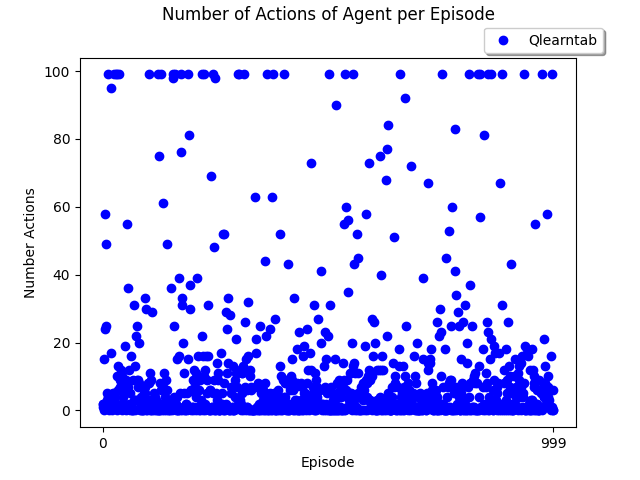 Number of Actions of Agent per Episode
Qlearntab
100
80
60
40
20
0
Number Actions
0
999
Episode